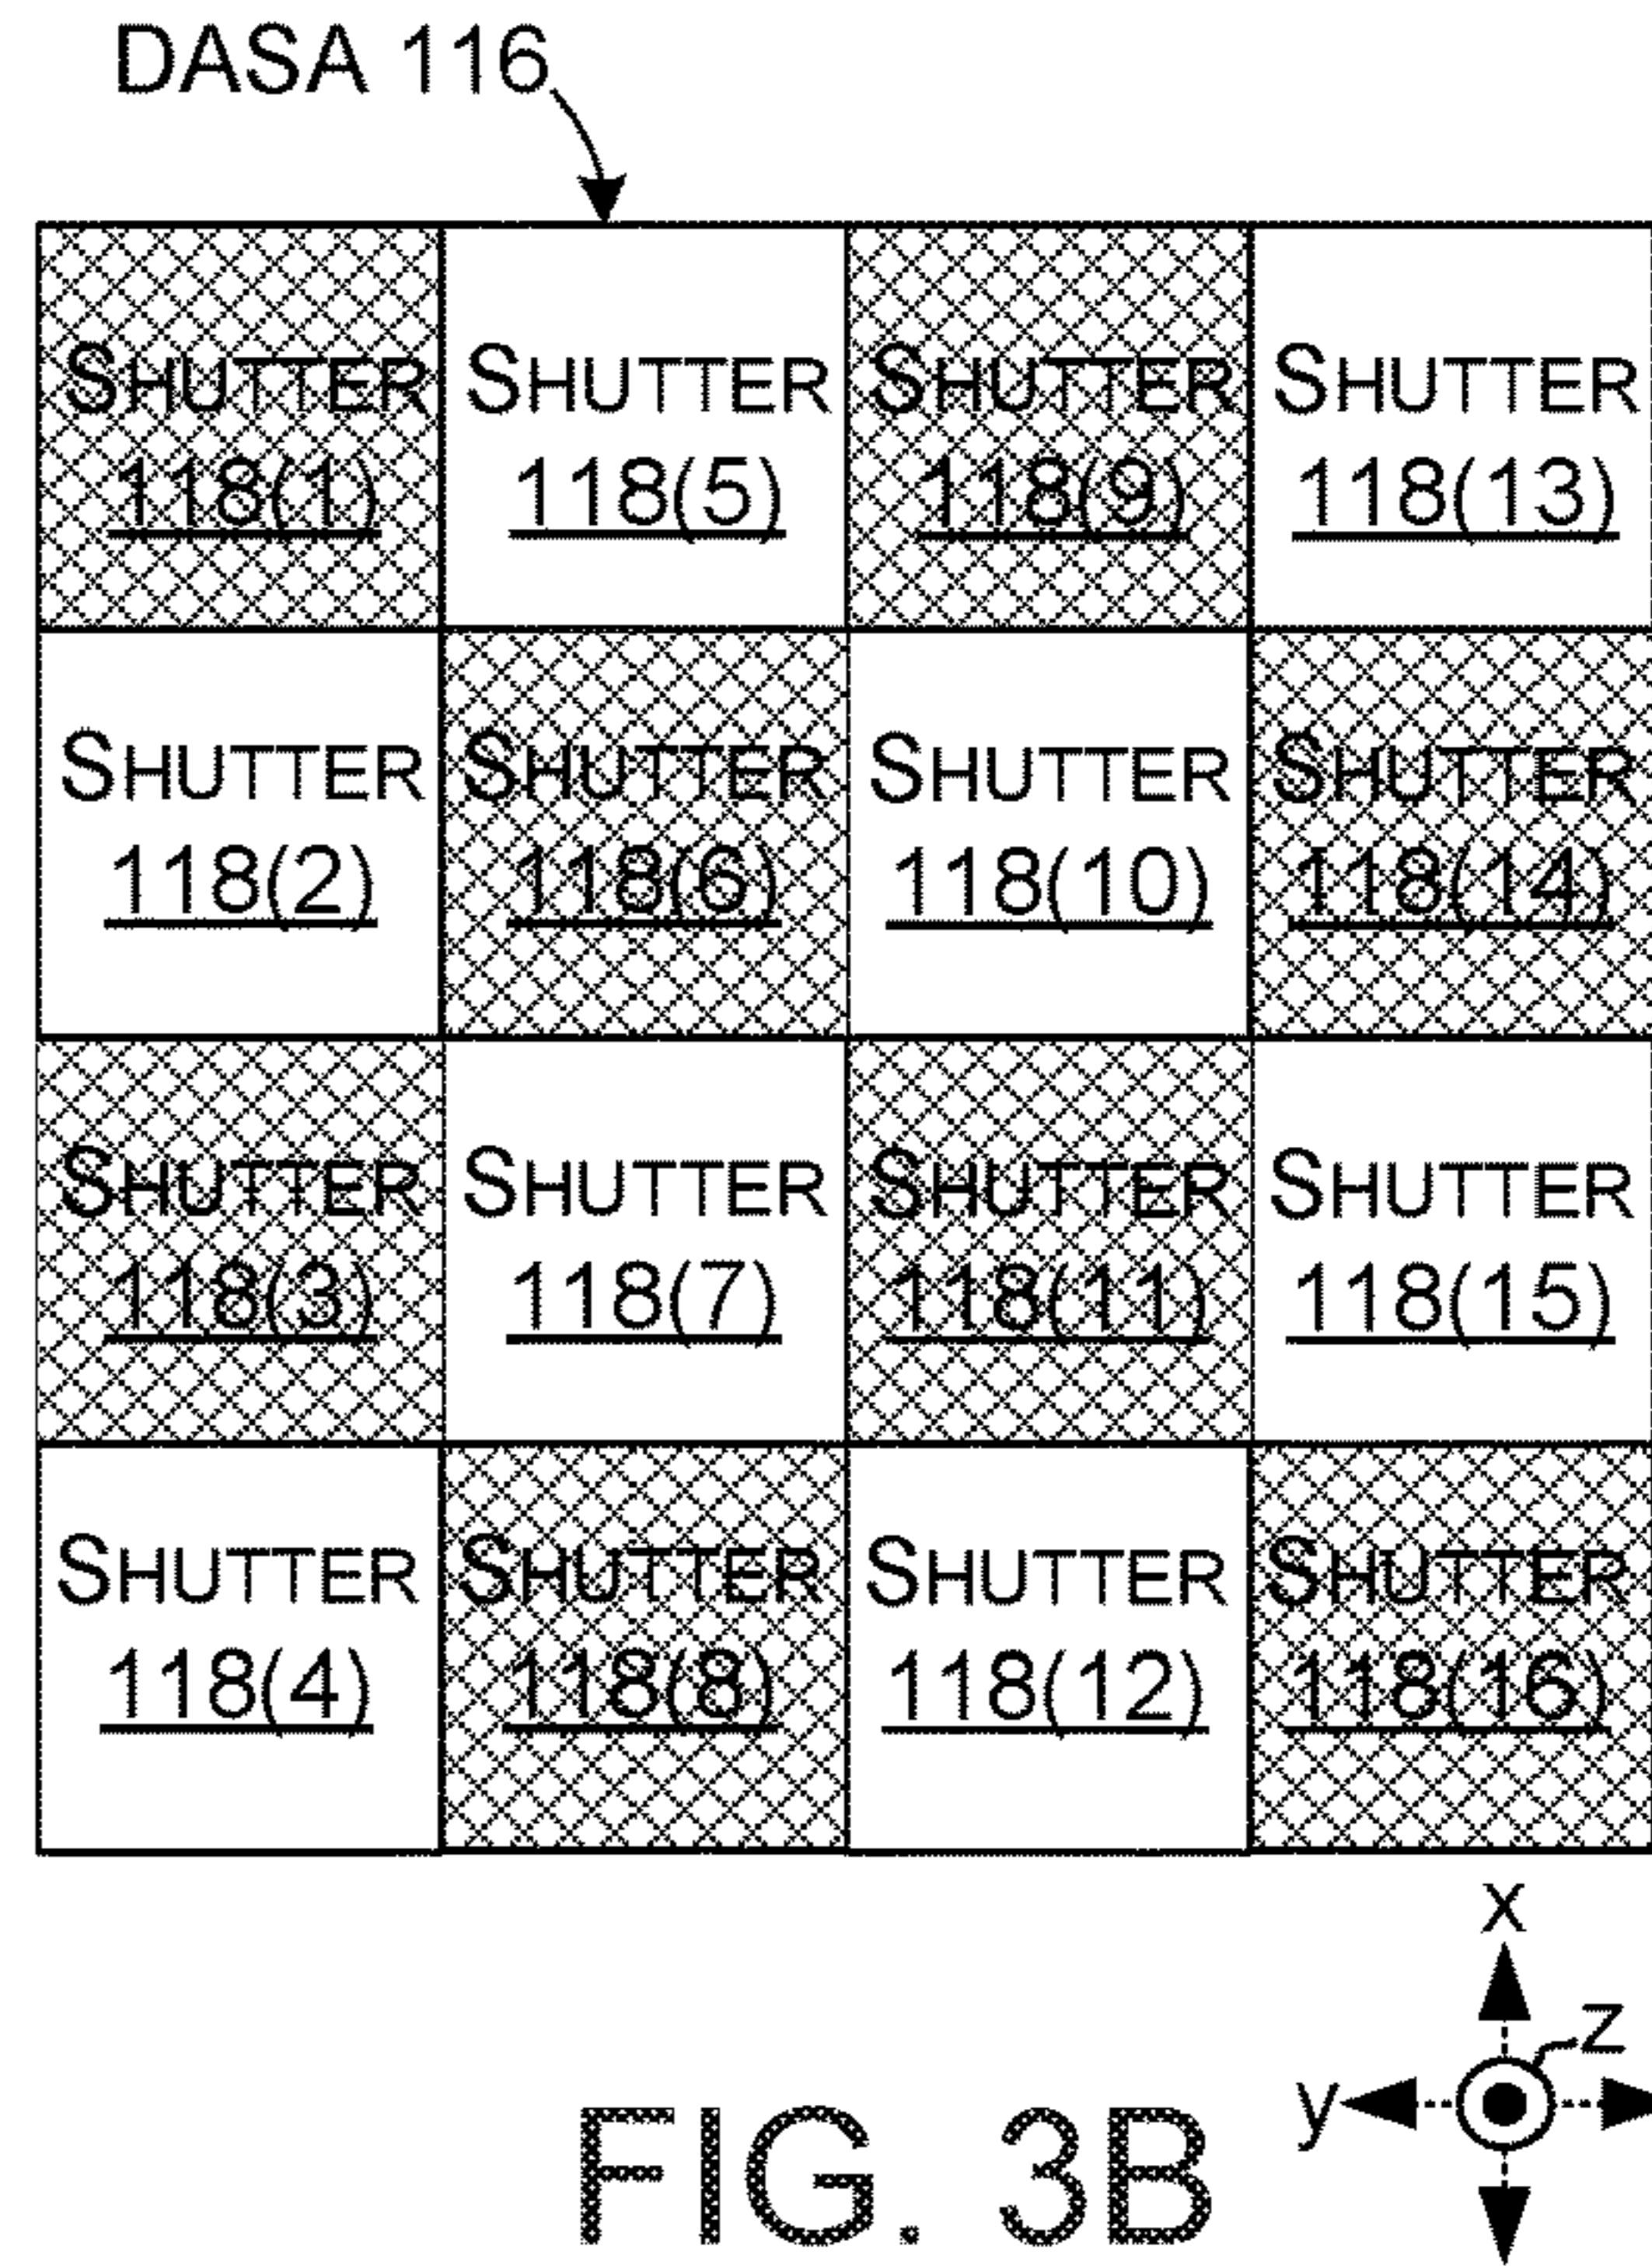 DASA 116
SHUTTER SHUTTER SHUTTER SHUTTER
118(1) 118(5) 118(9) 118(13)
SHUTTER SHUTTER SHUTTER SHUTTER
118(2) 118(6) 118(10) 118(14)
SHUTTER SHUTTER SHUTTER SHUTTER
118(3) 118(7) 118(11) 118(15)
SHUTTER SHUTTER SHUTTER SHUTTER
118(4) 118(8) 118(12) 118(16)
x
z
y
FIG. 3B